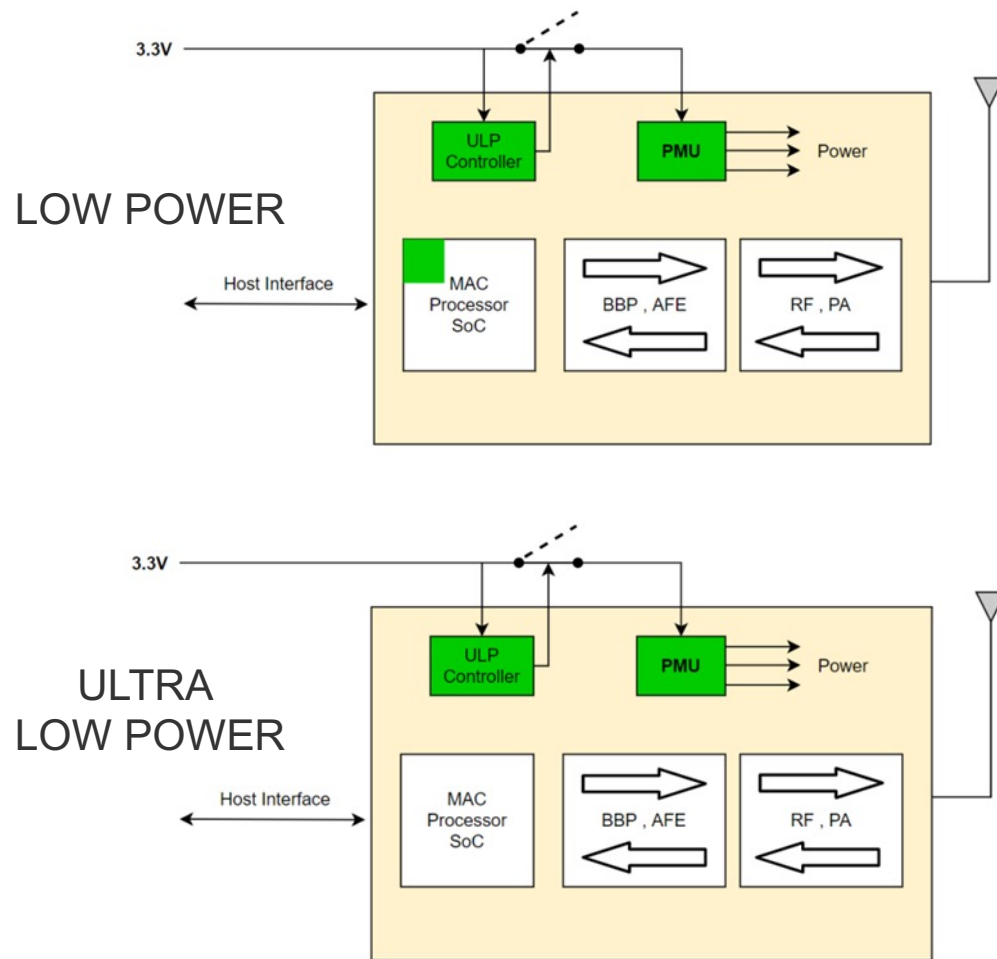 3.3V
ULP
Controller
PMU
Power
LOW POWER
Host Interface
MAC
Processor
SoC
BBP , AFE
RF , PA
3.3V
ULP
Controller
PMU
Power
ULTRA
LOW POWER
Host Interface
MAC
Processor
SoC
BBP , AFE
RF , PA